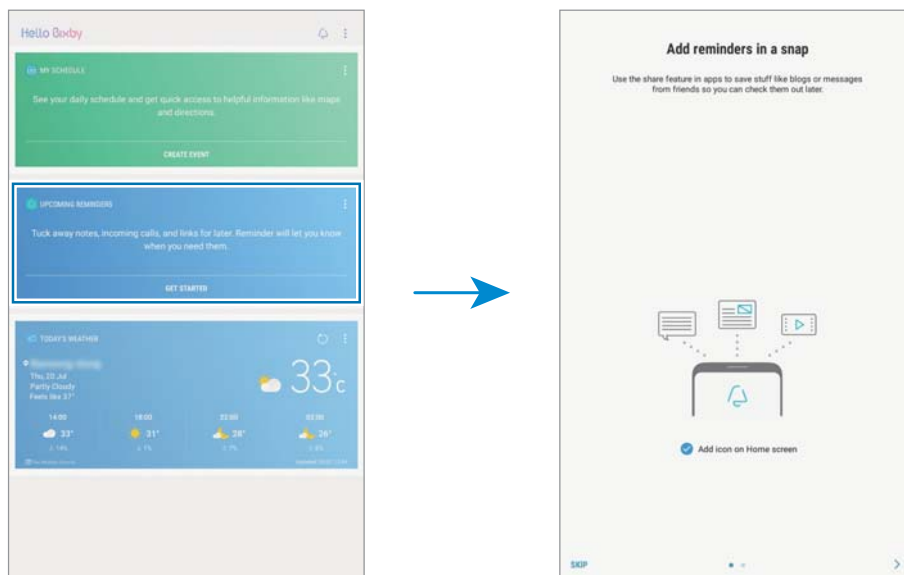 Hello Bixby
MY SCHEDULE
See your daily schedule and get quick access to helpful information like maps
and directions.
CREATE EVENT
UPCOMING REMINDERS
Tuck away notes, incoming calls, and links for later. Reminder will let you know
when you need them.
GET STARTED
TODAY'S WEATHER
Thu, 20 Jul
Partly Cloudy
Feels like 37°
33°c
14:00 18:00 22:00 02:00
33° 31° 28° 26°
Add reminders in a snap
Use the share feature in apps to save stuff like blogs or messages
from friends so you can check them out later.
Add icon on Home screen
SKIP